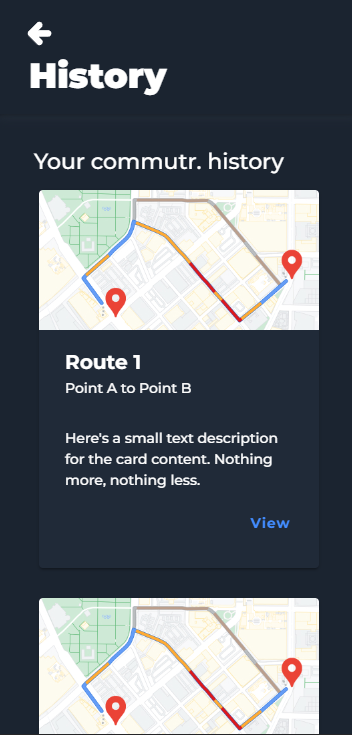 History
Your commutr. history
Route 1
Point A to Point B
Here's a small text description
for the card content. Nothing
more, nothing less.
View